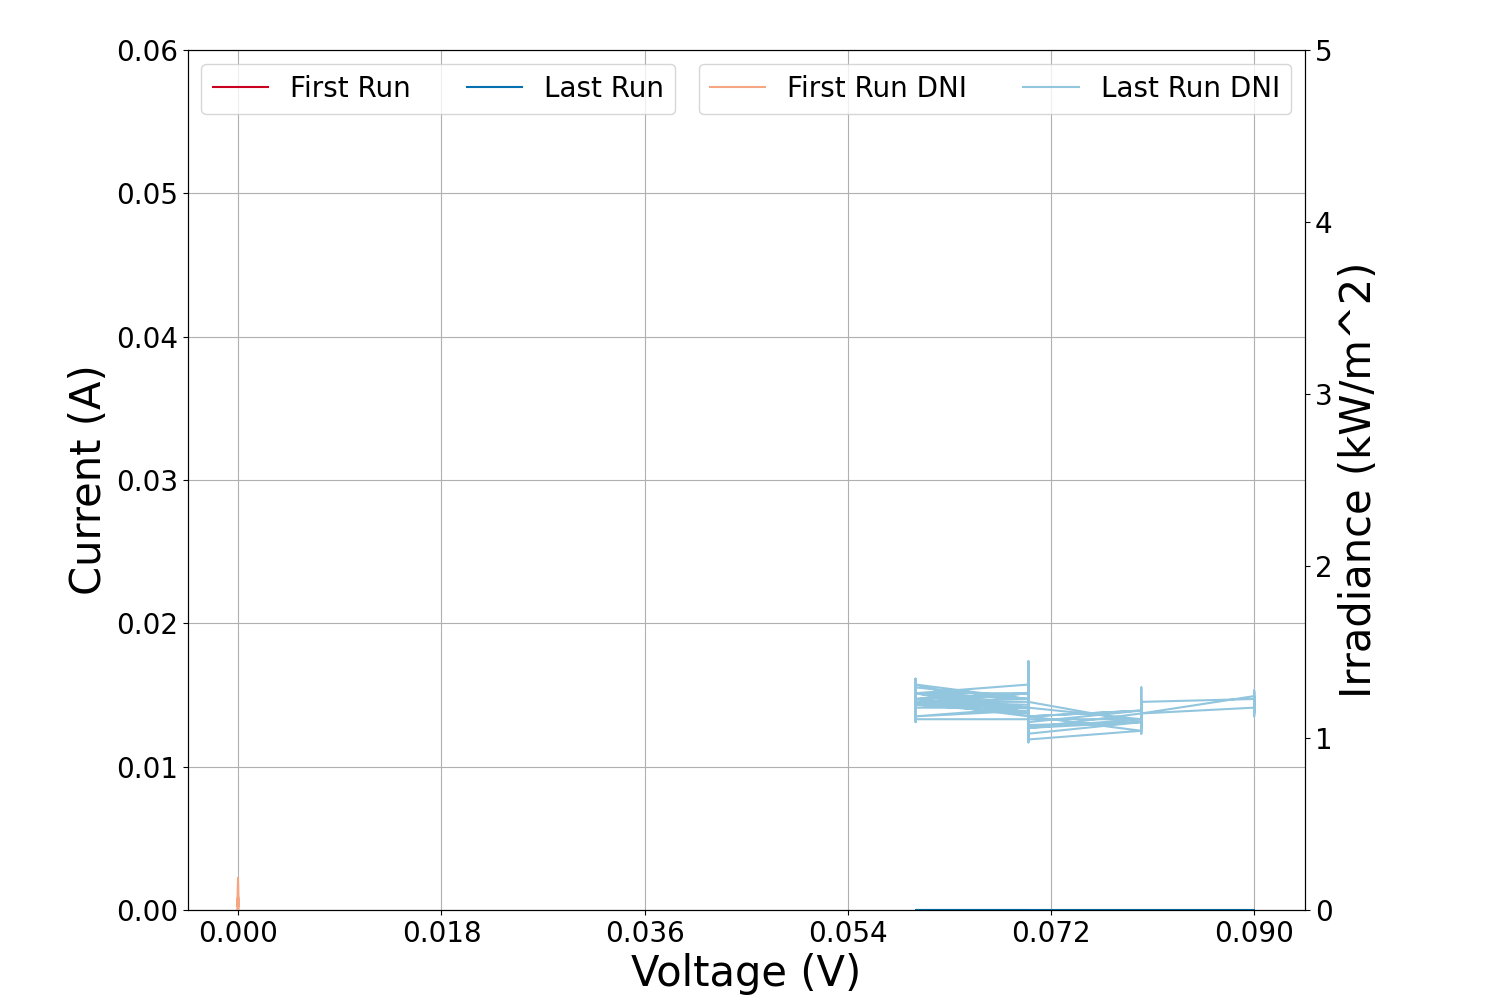 0.06
0.05
0.04
0.03
0.02
0.01
0.00
Current (A)
First Run
Last Run
First Run DNI
Last Run DNI
5
4
3
2
1
0
Irradiance (kW/m^2)
0.000
0.018
0.036
0.054
0.072
0.090
Voltage (V)